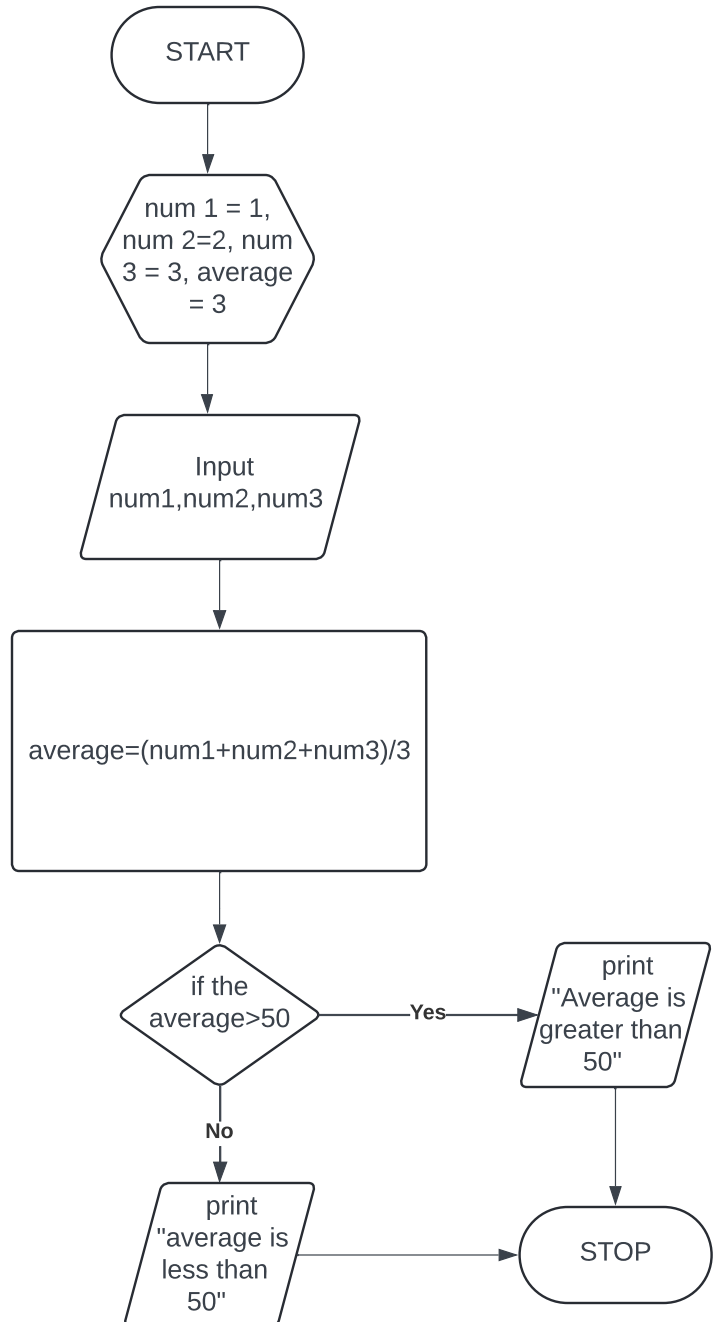 START
num 1 = 1,
num 2=2, num
3 = 3, average
= 3
Input
num1,num2,num3
average=(num1+num2+num3)/3
if the
average>50
Yes
print
"Average is
greater than
50"
No
print
"average is
less than
50"
STOP